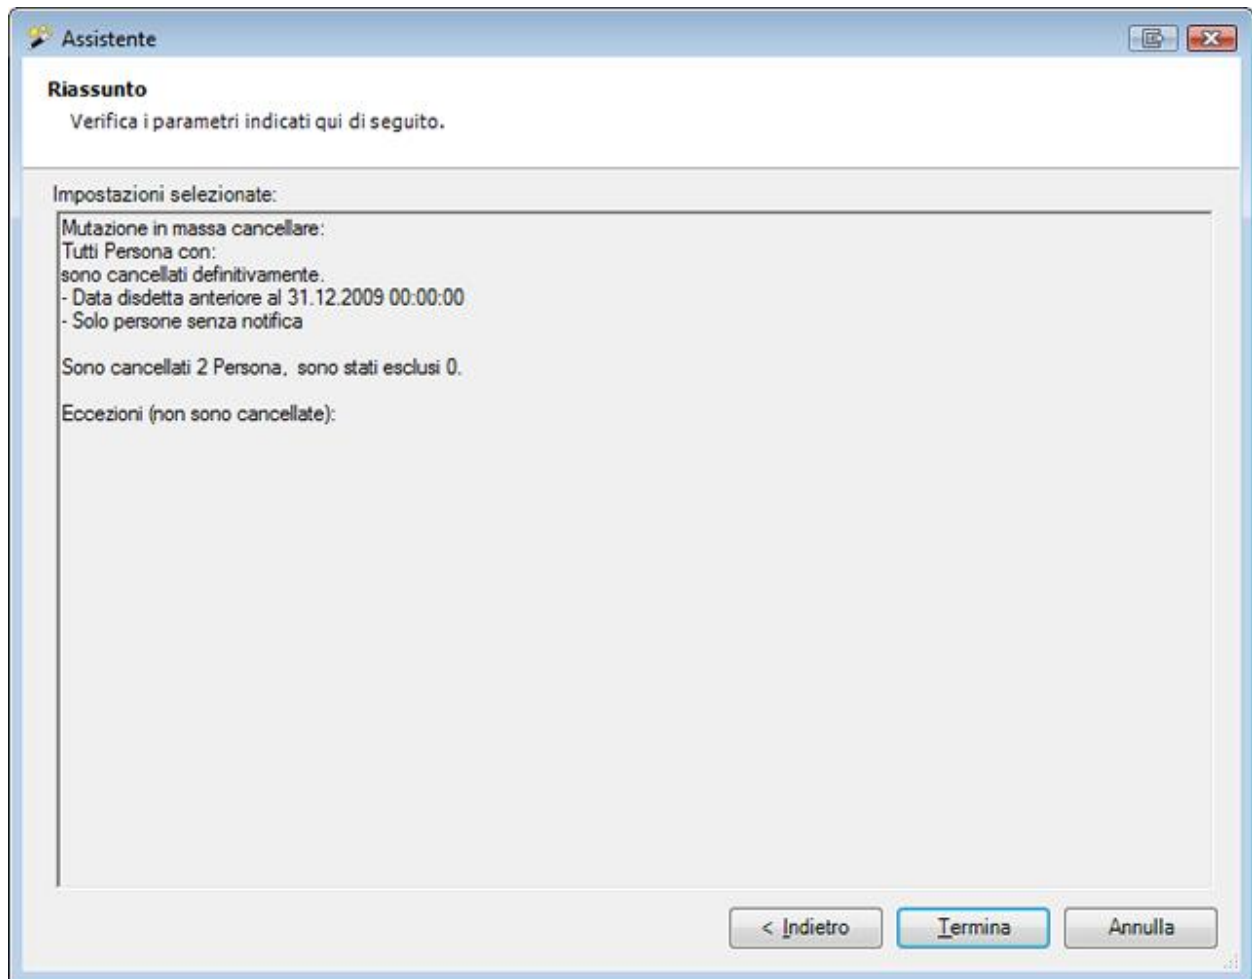 Assistente
Riassunto
Verifica i parametri indicati qui di seguito.
Impostazioni selezionate:
Mutazione in massa cancellare:
Tutti Persona con:
sono cancellati definitivamente.
- Data disdetta anteriore al 31.12.2009 00:00:00
- Solo persone senza notifica
Sono cancellati 2 Persona, sono stati esclusi 0.
Eccezioni (non sono cancellate):
< Indietro
Termina
Annulla